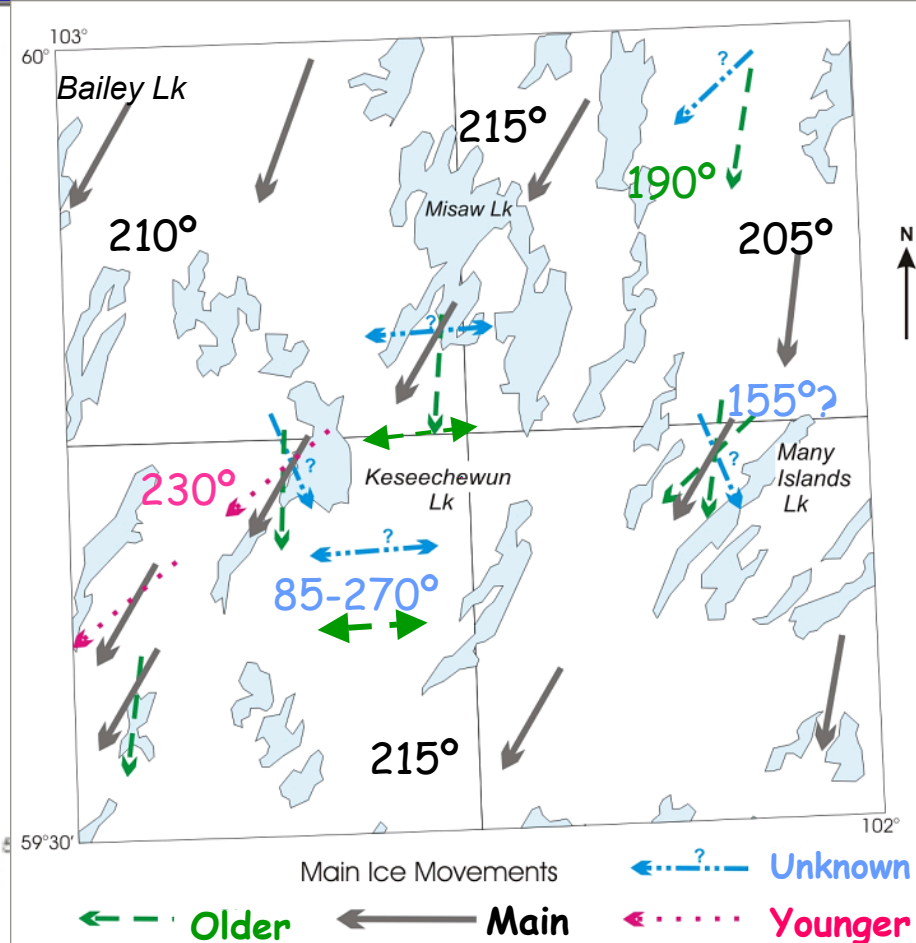 103°
60°
Bailey Lk
?
215°
190°
Misaw Lk
210°
205°
N
?
155°?
?
?
Many
Islands
Lk
230°
Keseechewun
Lk
?
85-270°
215°
59°30'
102°
Main Ice Movements
?
Unknown
Older
Main
Younger